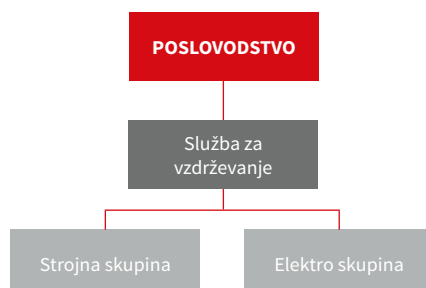 POSLOVODSTVO
Služba za
vzdrževanje
Strojna skupina
Elektro skupina